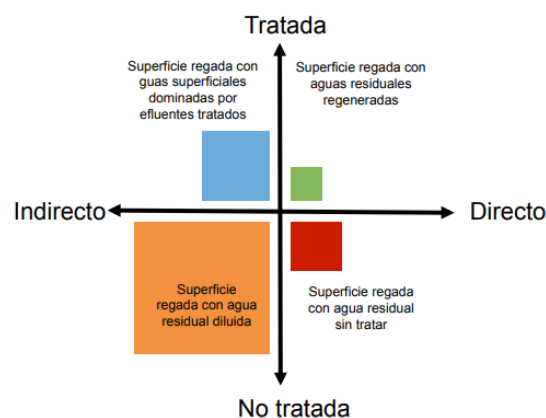 Tratada
Superficie regada con
guas superficiales
dominadas por
efluentes tratados
Superficie regada con
aguas residuales
regeneradas
Indirecto
Directo
Superficie
regada con agua
residual diluida
Superficie regada
con agua residual
sin tratar
No tratada